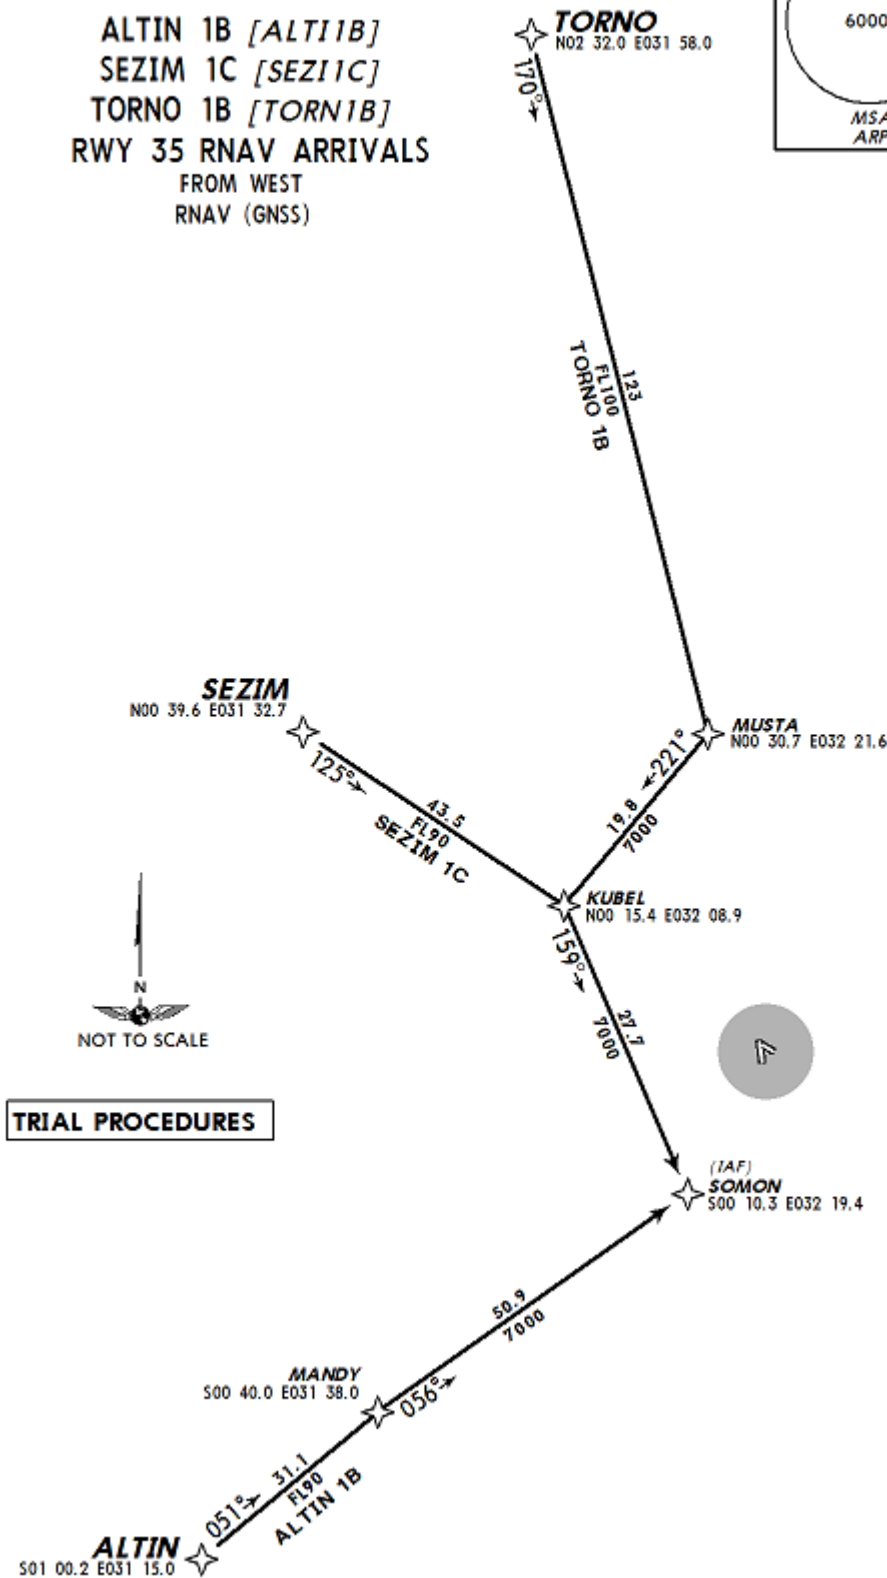 ALTIN 1B [ALTI1B]
SEZIM 1C [SEZI1C]
TORNO 1B [TORN1B]
RWY 35 RNAV ARRIVALS
FROM WEST
RNAV (GNSS)
TORNO
N02 32.0 E031 58.0
6000
MSA
ARP
170°
123
FL100
TORNO 1B
SEZIM
N00 39.6 E031 32.7
125°
43.5
FL90
SEZIM 1C
MUSTA
N00 30.7 E032 21.6
221°
19.8
7000
KUBEL
N00 15.4 E032 08.9
159°
27.7
7000
N
NOT TO SCALE
TRIAL PROCEDURES
(IAF)
SOMON
S00 10.3 E032 19.4
50.9
7000
MANDY
S00 40.0 E031 38.0
056°
31.1
FL90
ALTIN 1B
051°
ALTIN
S01 00.2 E031 15.0